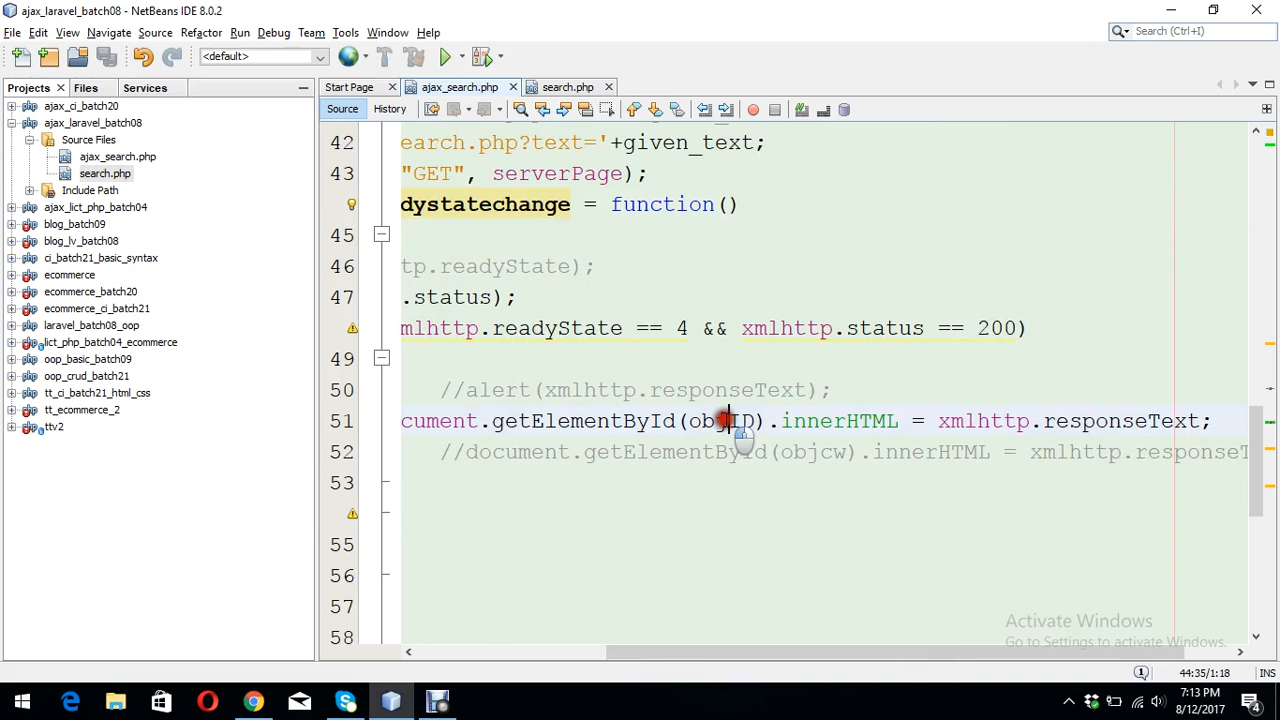 ajax_laravel_batch08 - NetBeans IDE 8.0.2
File Edit View Navigate Source Refactor Run Debug Team Tools Window Help
Search (Ctrl+I)
<default>
Projects Files Services
Start Page ajax_search.php search.php
Source History
ajax_ci_batch20
ajax_laravel_batch08
Source Files
ajax_search.php
search.php
Include Path
ajax_lict_php_batch04
blog_batch09
blog_lv_batch08
ci_batch21_basic_syntax
ecommerce
ecommerce_batch20
ecommerce_ci_batch21
laravel_batch08_oop
lict_php_batch04_ecommerce
oop_basic_batch09
oop_crud_batch21
tt_ci_batch21_html_css
tt_ecommerce_2
ttv2
42 earch.php?text='+given_text;
43 "GET", serverPage);
dystatechange = function()
45
46 tp.readyState);
47 .status);
mlhttp.readyState == 4 && xmlhttp.status == 200)
49
50 //alert(xmlhttp.responseText);
51 cument.getElementById(objID).innerHTML = xmlhttp.responseText;
52 //document.getElementById(objcw).innerHTML = xmlhttp.responseT
53
55
56
57
58
Activate Windows
Go to Settings to activate Windows.
1 44:35/1:18 INS
7:13 PM
8/12/2017
4